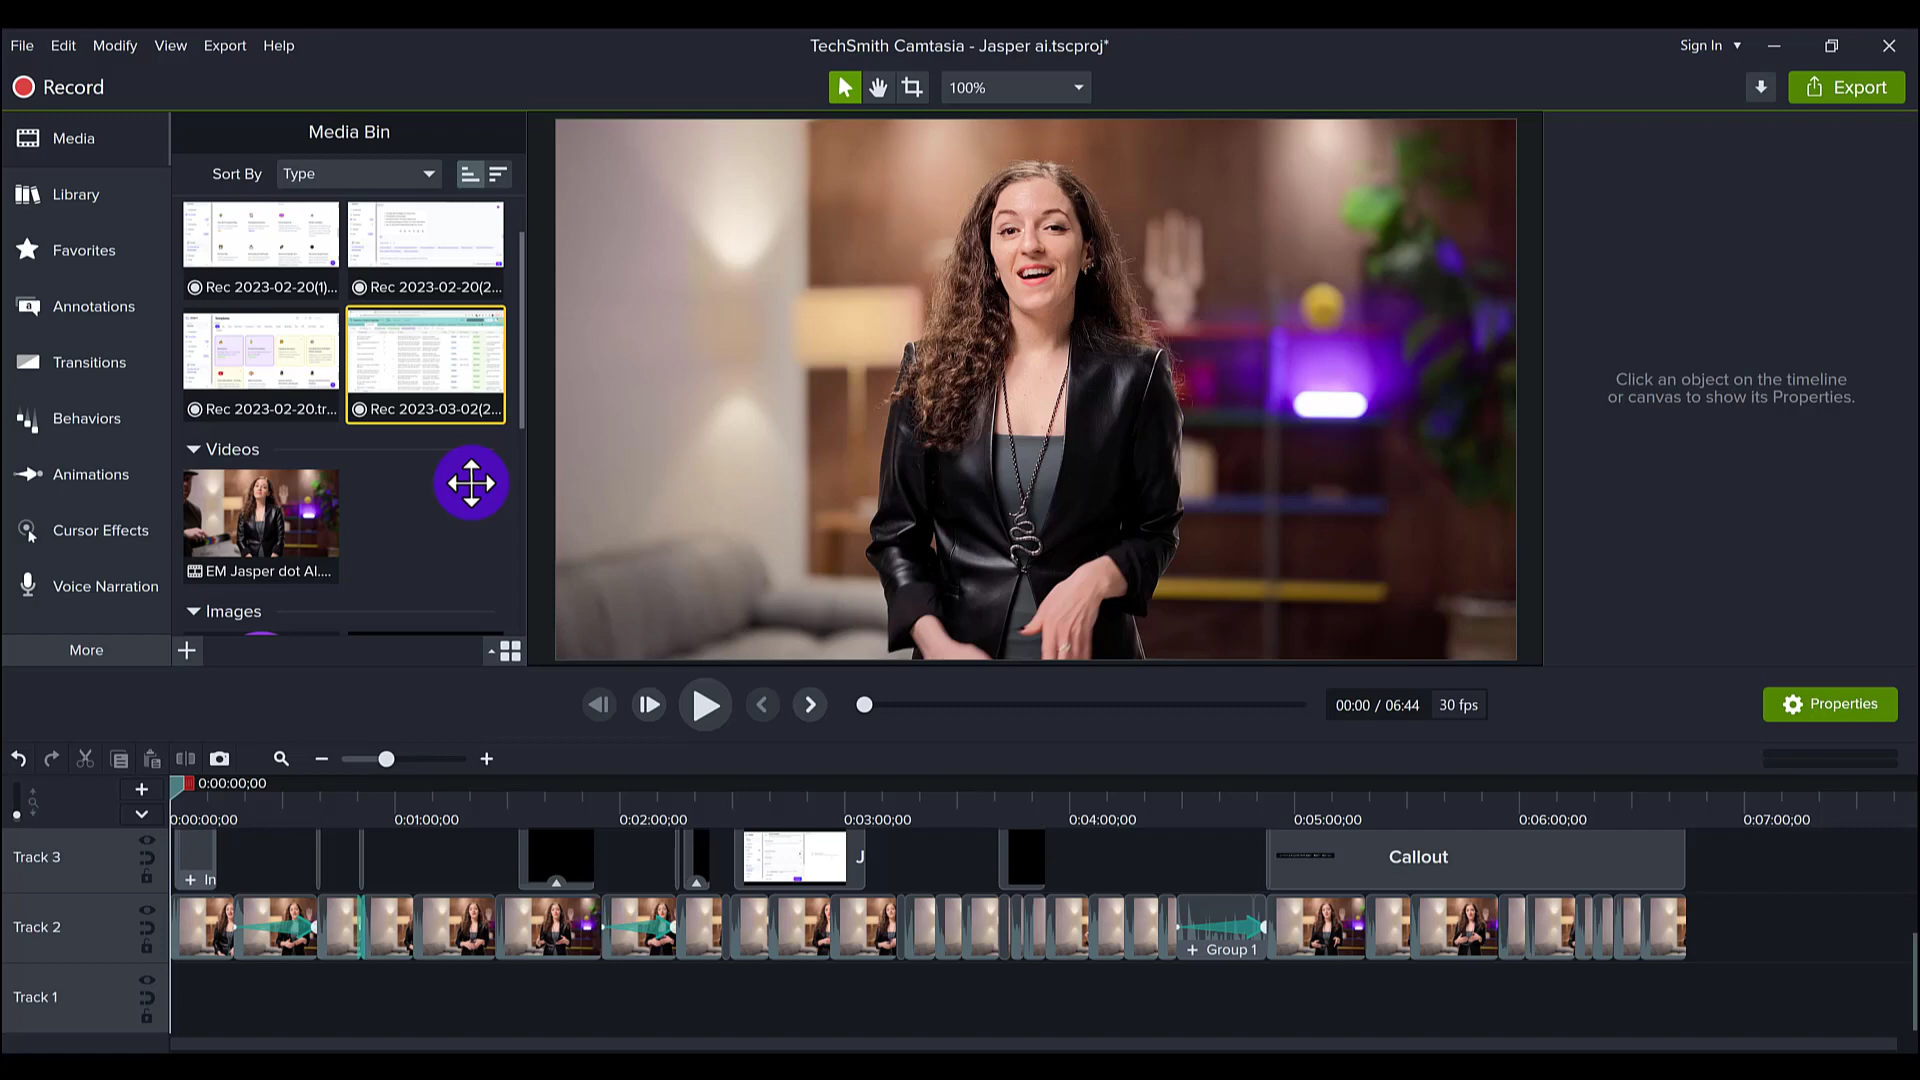 File Edit Modify View Export Help
TechSmith Camtasia - Jasper ai.tscproj*
Sign In
Record
100%
Export
Media
Library
Favorites
Annotations
Transitions
Behaviors
Animations
Cursor Effects
Voice Narration
More
Media Bin
Sort By Type
Rec 2023-02-20(1)... Rec 2023-02-20(2...
Rec 2023-02-20.tr... Rec 2023-03-02(2...
Videos
EM Jasper dot AI....
Images
Click an object on the timeline
or canvas to show its Properties.
00:00 / 06:44 30 fps
Properties
0:00:00;00
0:00:00;00 0:01:00;00 0:02:00;00 0:03:00;00 0:04:00;00 0:05:00;00 0:06:00;00 0:07:00;00
Track 3
+ In
J
Callout
Track 2
+ Group 1
Track 1